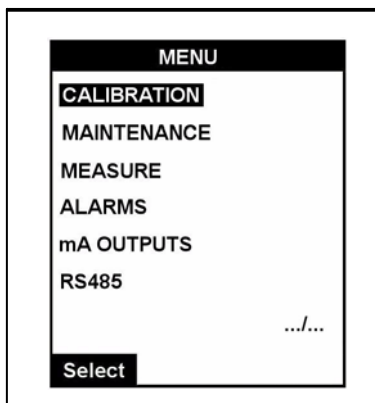 MENU
CALIBRATION
MAINTENANCE
MEASURE
ALARMS
mA OUTPUTS
RS485
.../...
Select